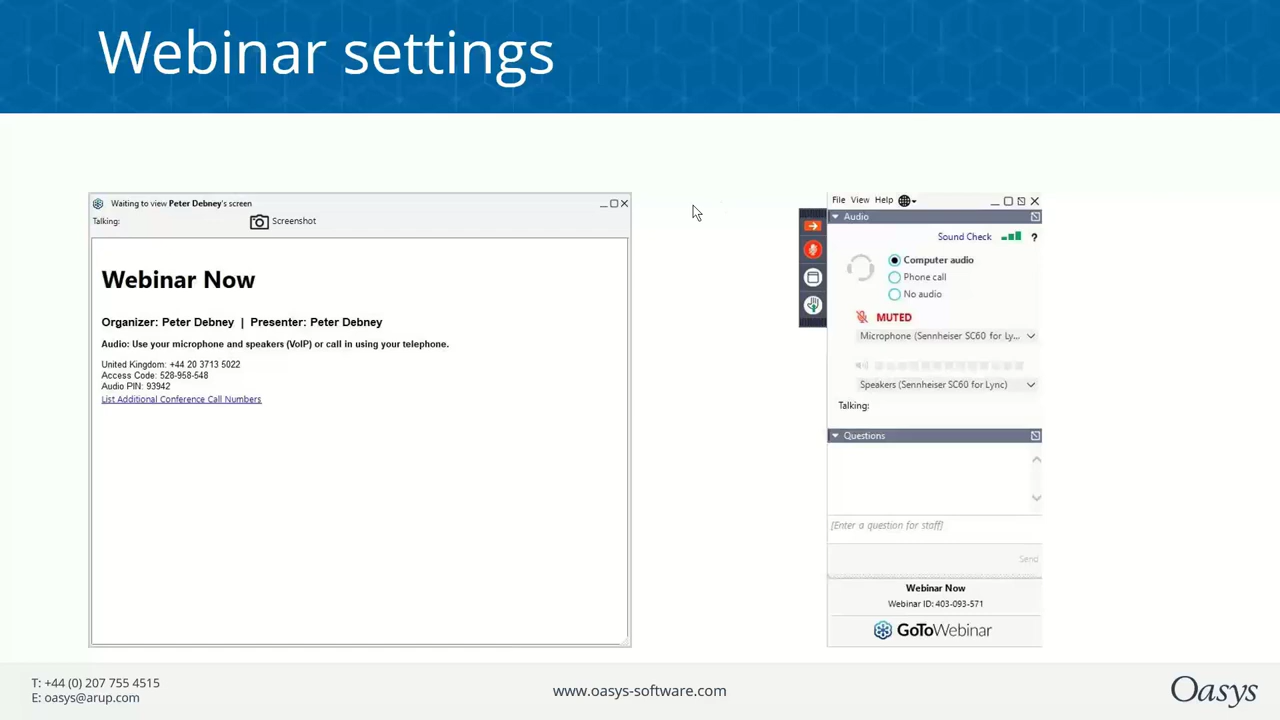 Webinar settings
Waiting to view Peter Debney's screen
Talking:
Screenshot
Webinar Now
Organizer: Peter Debney | Presenter: Peter Debney
Audio: Use your microphone and speakers (VoIP) or call in using your telephone.
United Kingdom: +44 20 3713 5022
Access Code: 528-958-548
Audio PIN: 93942
List Additional Conference Call Numbers
File View Help
Audio
Sound Check ?
Computer audio
Phone call
No audio
MUTED
Microphone (Sennheiser SC60 for Ly...
Speakers (Sennheiser SC60 for Lync)
Talking:
Questions
[Enter a question for staff]
Send
Webinar Now
Webinar ID: 403-093-571
GoToWebinar
T: +44 (0) 207 755 4515
E: oasys@arup.com
www.oasys-software.com
Oasys